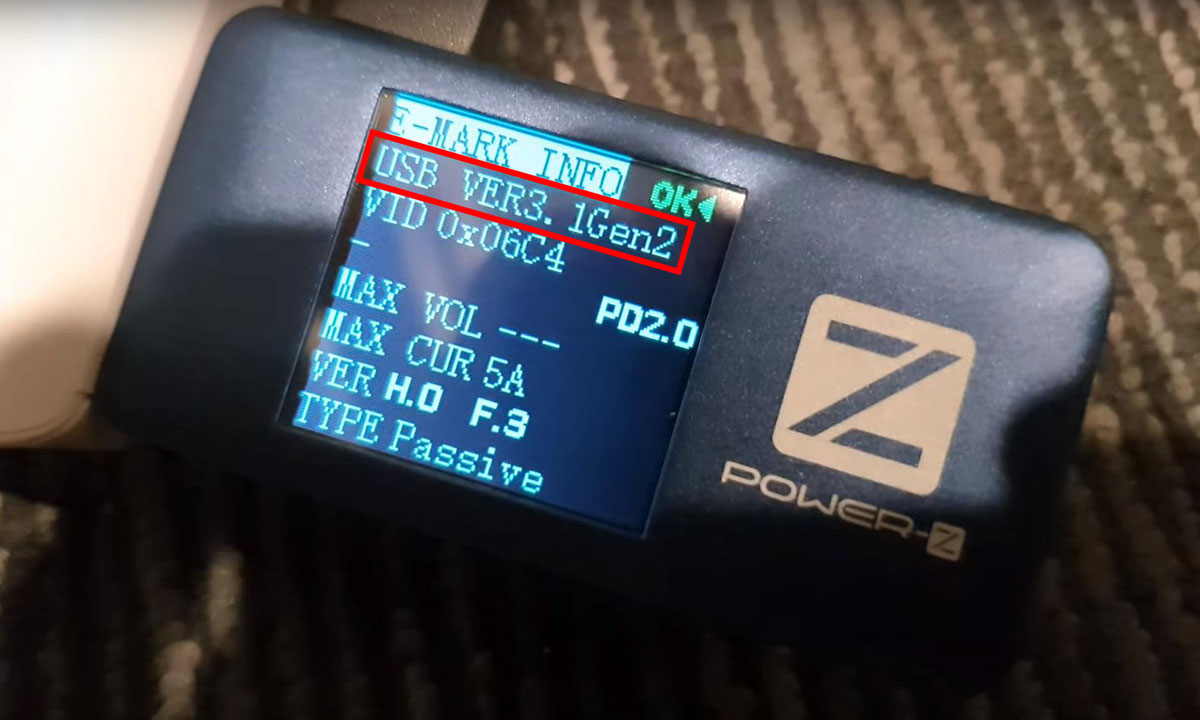 E-MARK INFO
OK
USB VER3.1Gen2
VID 0x06C4
-
PD2.0
MAX VOL ---
MAX CUR 5A
VER H.0 F.3
TYPE Passive
Z
POWER-Z